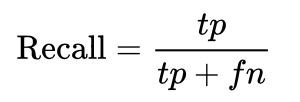 Recall = tp / tp + fn